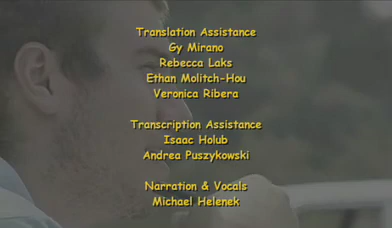 Translation Assistance
Gy Mirano
Rebecca Laks
Ethan Molitch-Hou
Veronica Ribera
Transcription Assistance
Isaac Holub
Andrea Puszykowski
Narration & Vocals
Michael Helenek